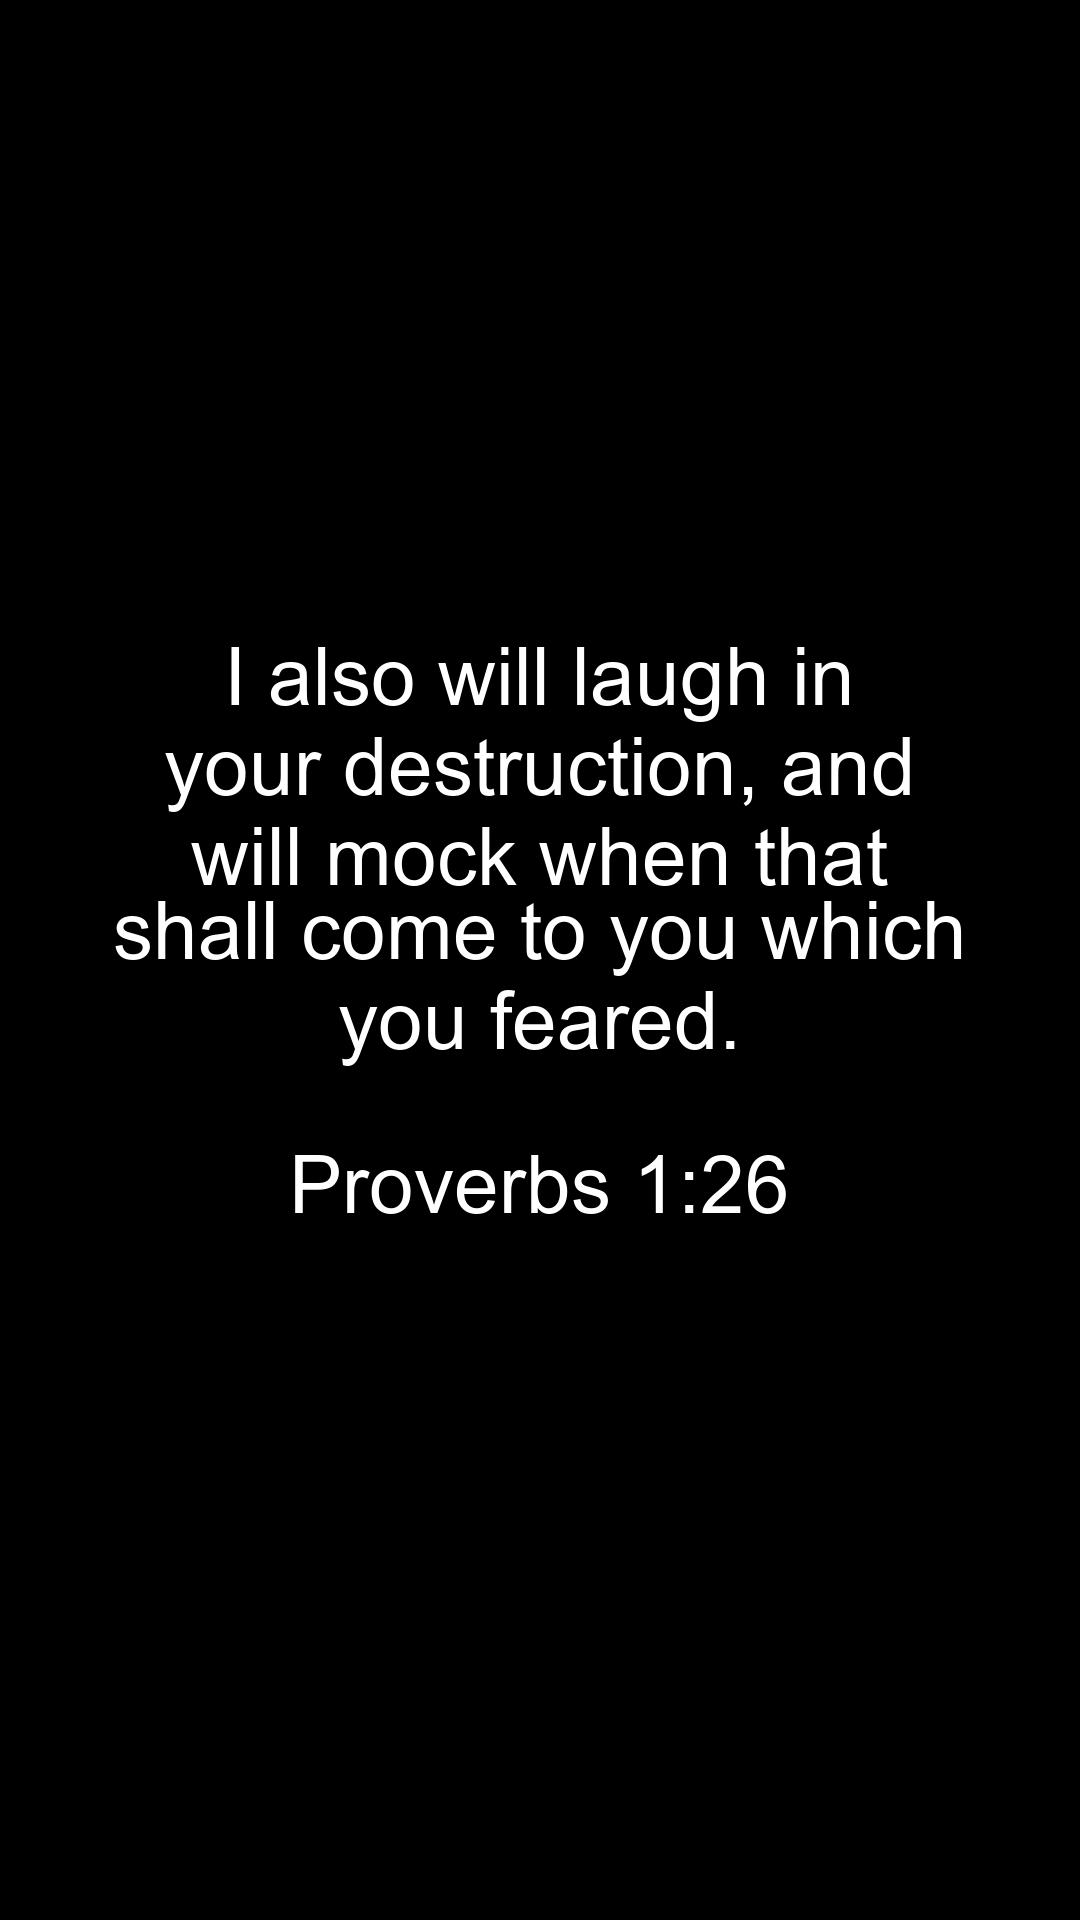 I also will laugh in
your destruction, and
will mock when that
shall come to you which
you feared.
Proverbs 1:26